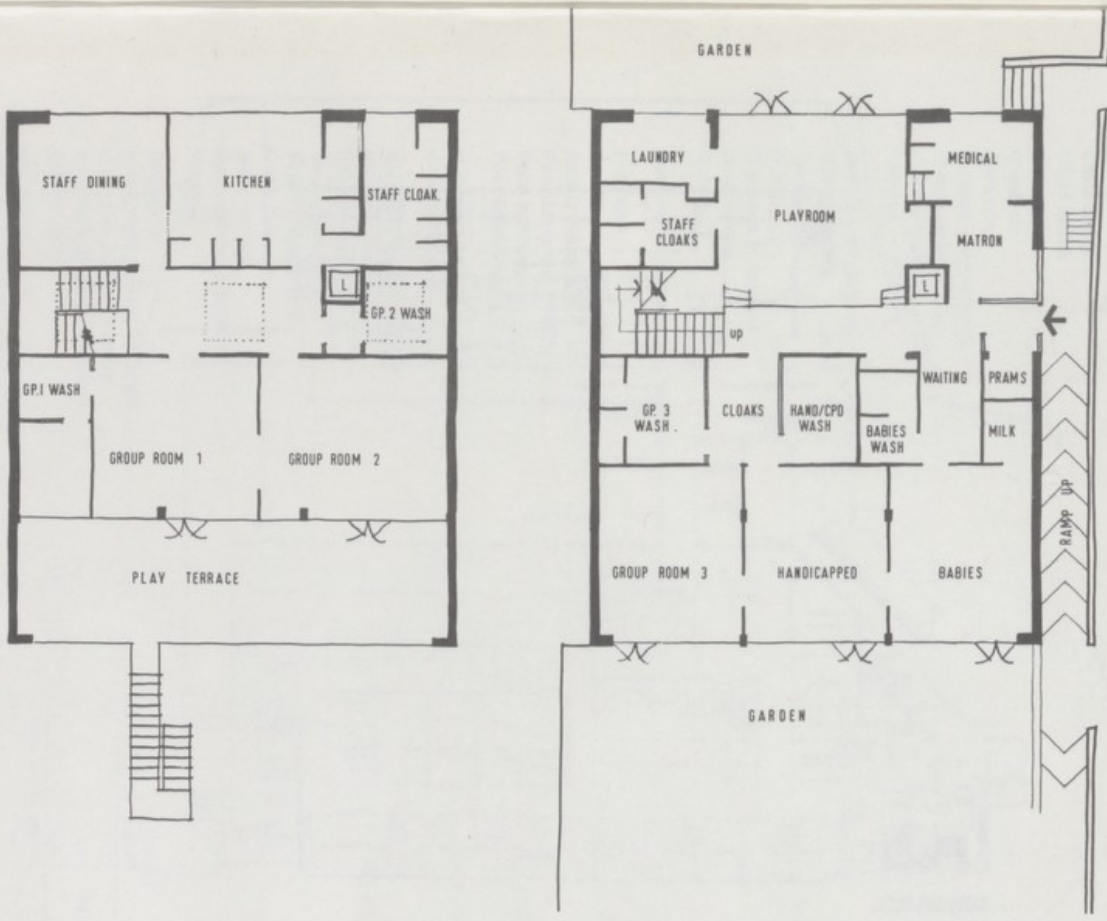 STAFF DINING
KITCHEN
STAFF CLOAK.
L
GP. 2 WASH
GP. 1 WASH
GROUP ROOM 1
GROUP ROOM 2
PLAY TERRACE
GARDEN
LAUNDRY
STAFF
CLOAKS
PLAYROOM
MEDICAL
MATRON
L
up
GP. 3
WASH.
CLOAKS
HAND/CPD
WASH
BABIES
WASH
WAITING
PRAMS
MILK
GROUP ROOM 3
HANDICAPPED
BABIES
RAMP UP
GARDEN